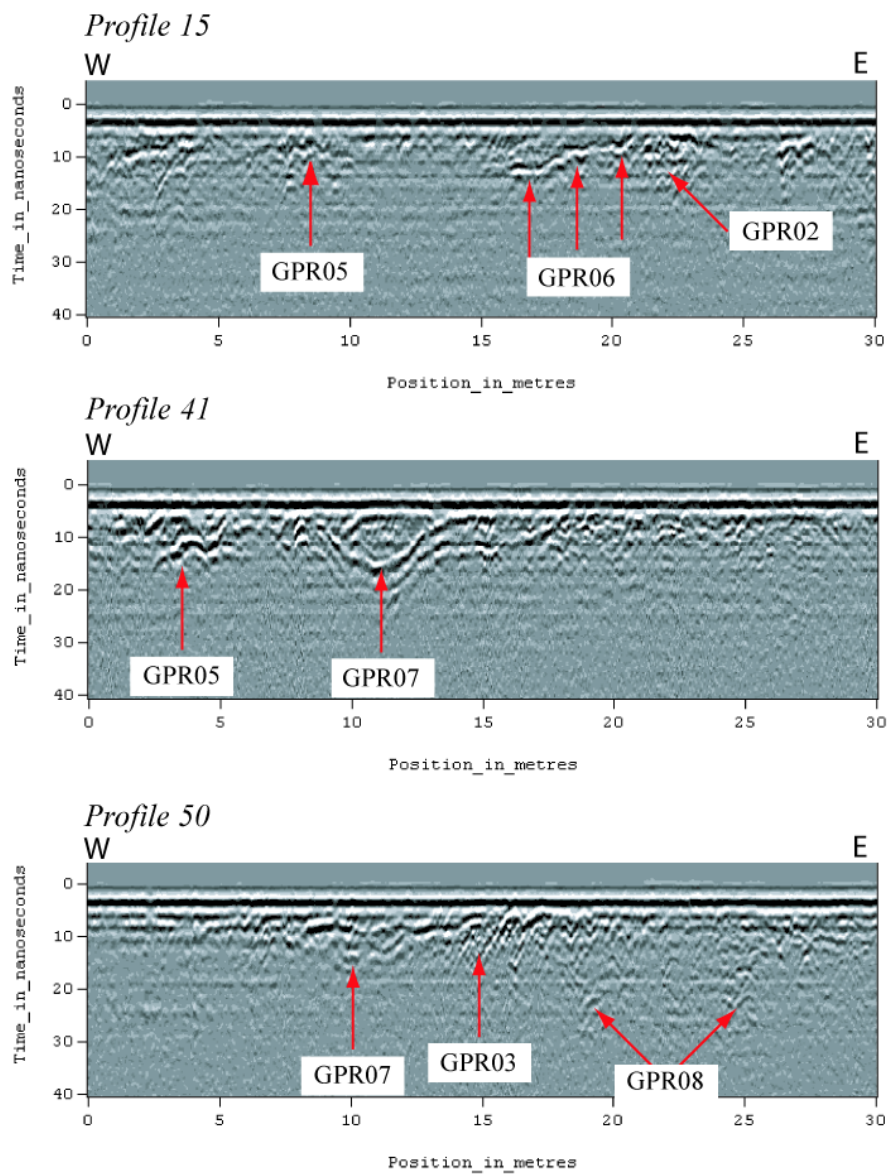 Profile 15
W E
Time_in_nanoseconds
0
10
20
30
40
GPR05
GPR06
GPR02
0 5 10 15 20 25 30
Position_in_metres
Profile 41
W E
Time_in_nanoseconds
0
10
20
30
40
GPR05
GPR07
0 5 10 15 20 25 30
Position_in_metres
Profile 50
W E
Time_in_nanoseconds
0
10
20
30
40
GPR07
GPR03
GPR08
0 5 10 15 20 25 30
Position_in_metres